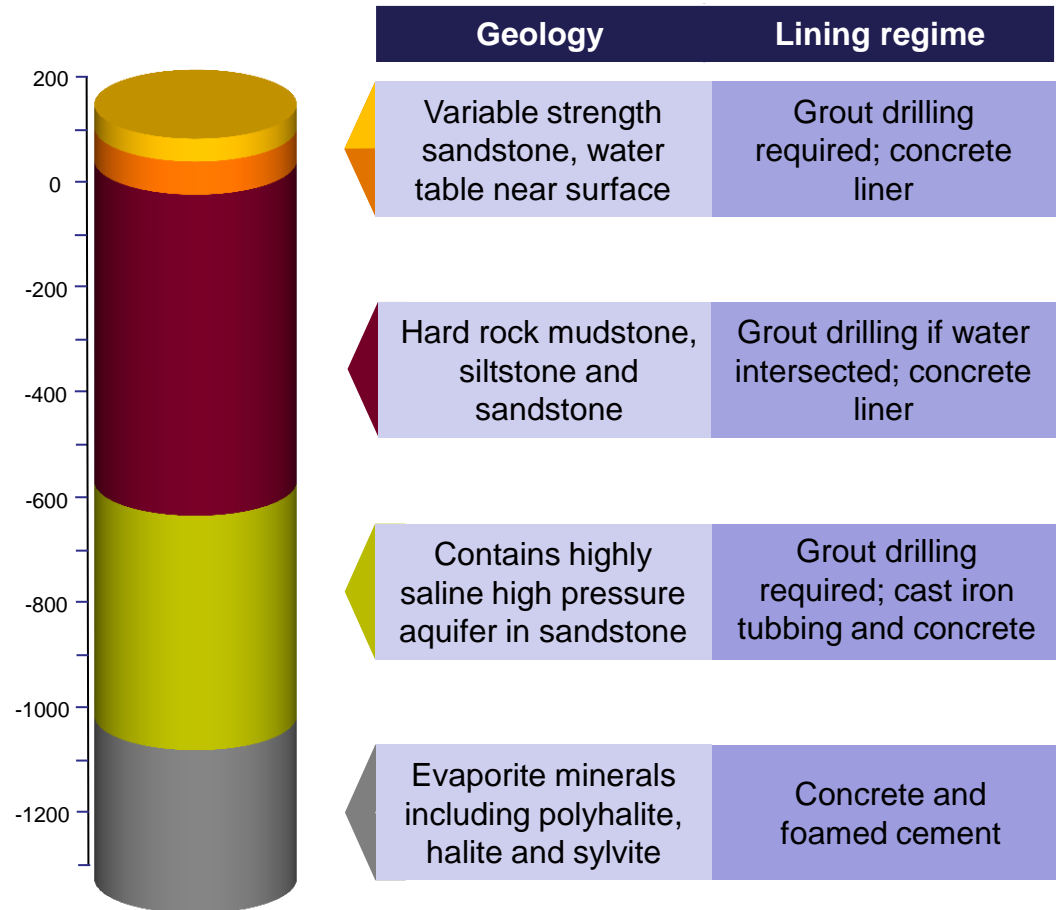 Geology
Lining regime
200
0
-200
-400
-600
-800
-1000
-1200
Variable strength
sandstone, water
table near surface
Grout drilling
required; concrete
liner
Hard rock mudstone,
siltstone and
sandstone
Grout drilling if water
intersected; concrete
liner
Contains highly
saline high pressure
aquifer in sandstone
Grout drilling
required; cast iron
tubbing and concrete
Evaporite minerals
including polyhalite,
halite and sylvite
Concrete and
foamed cement